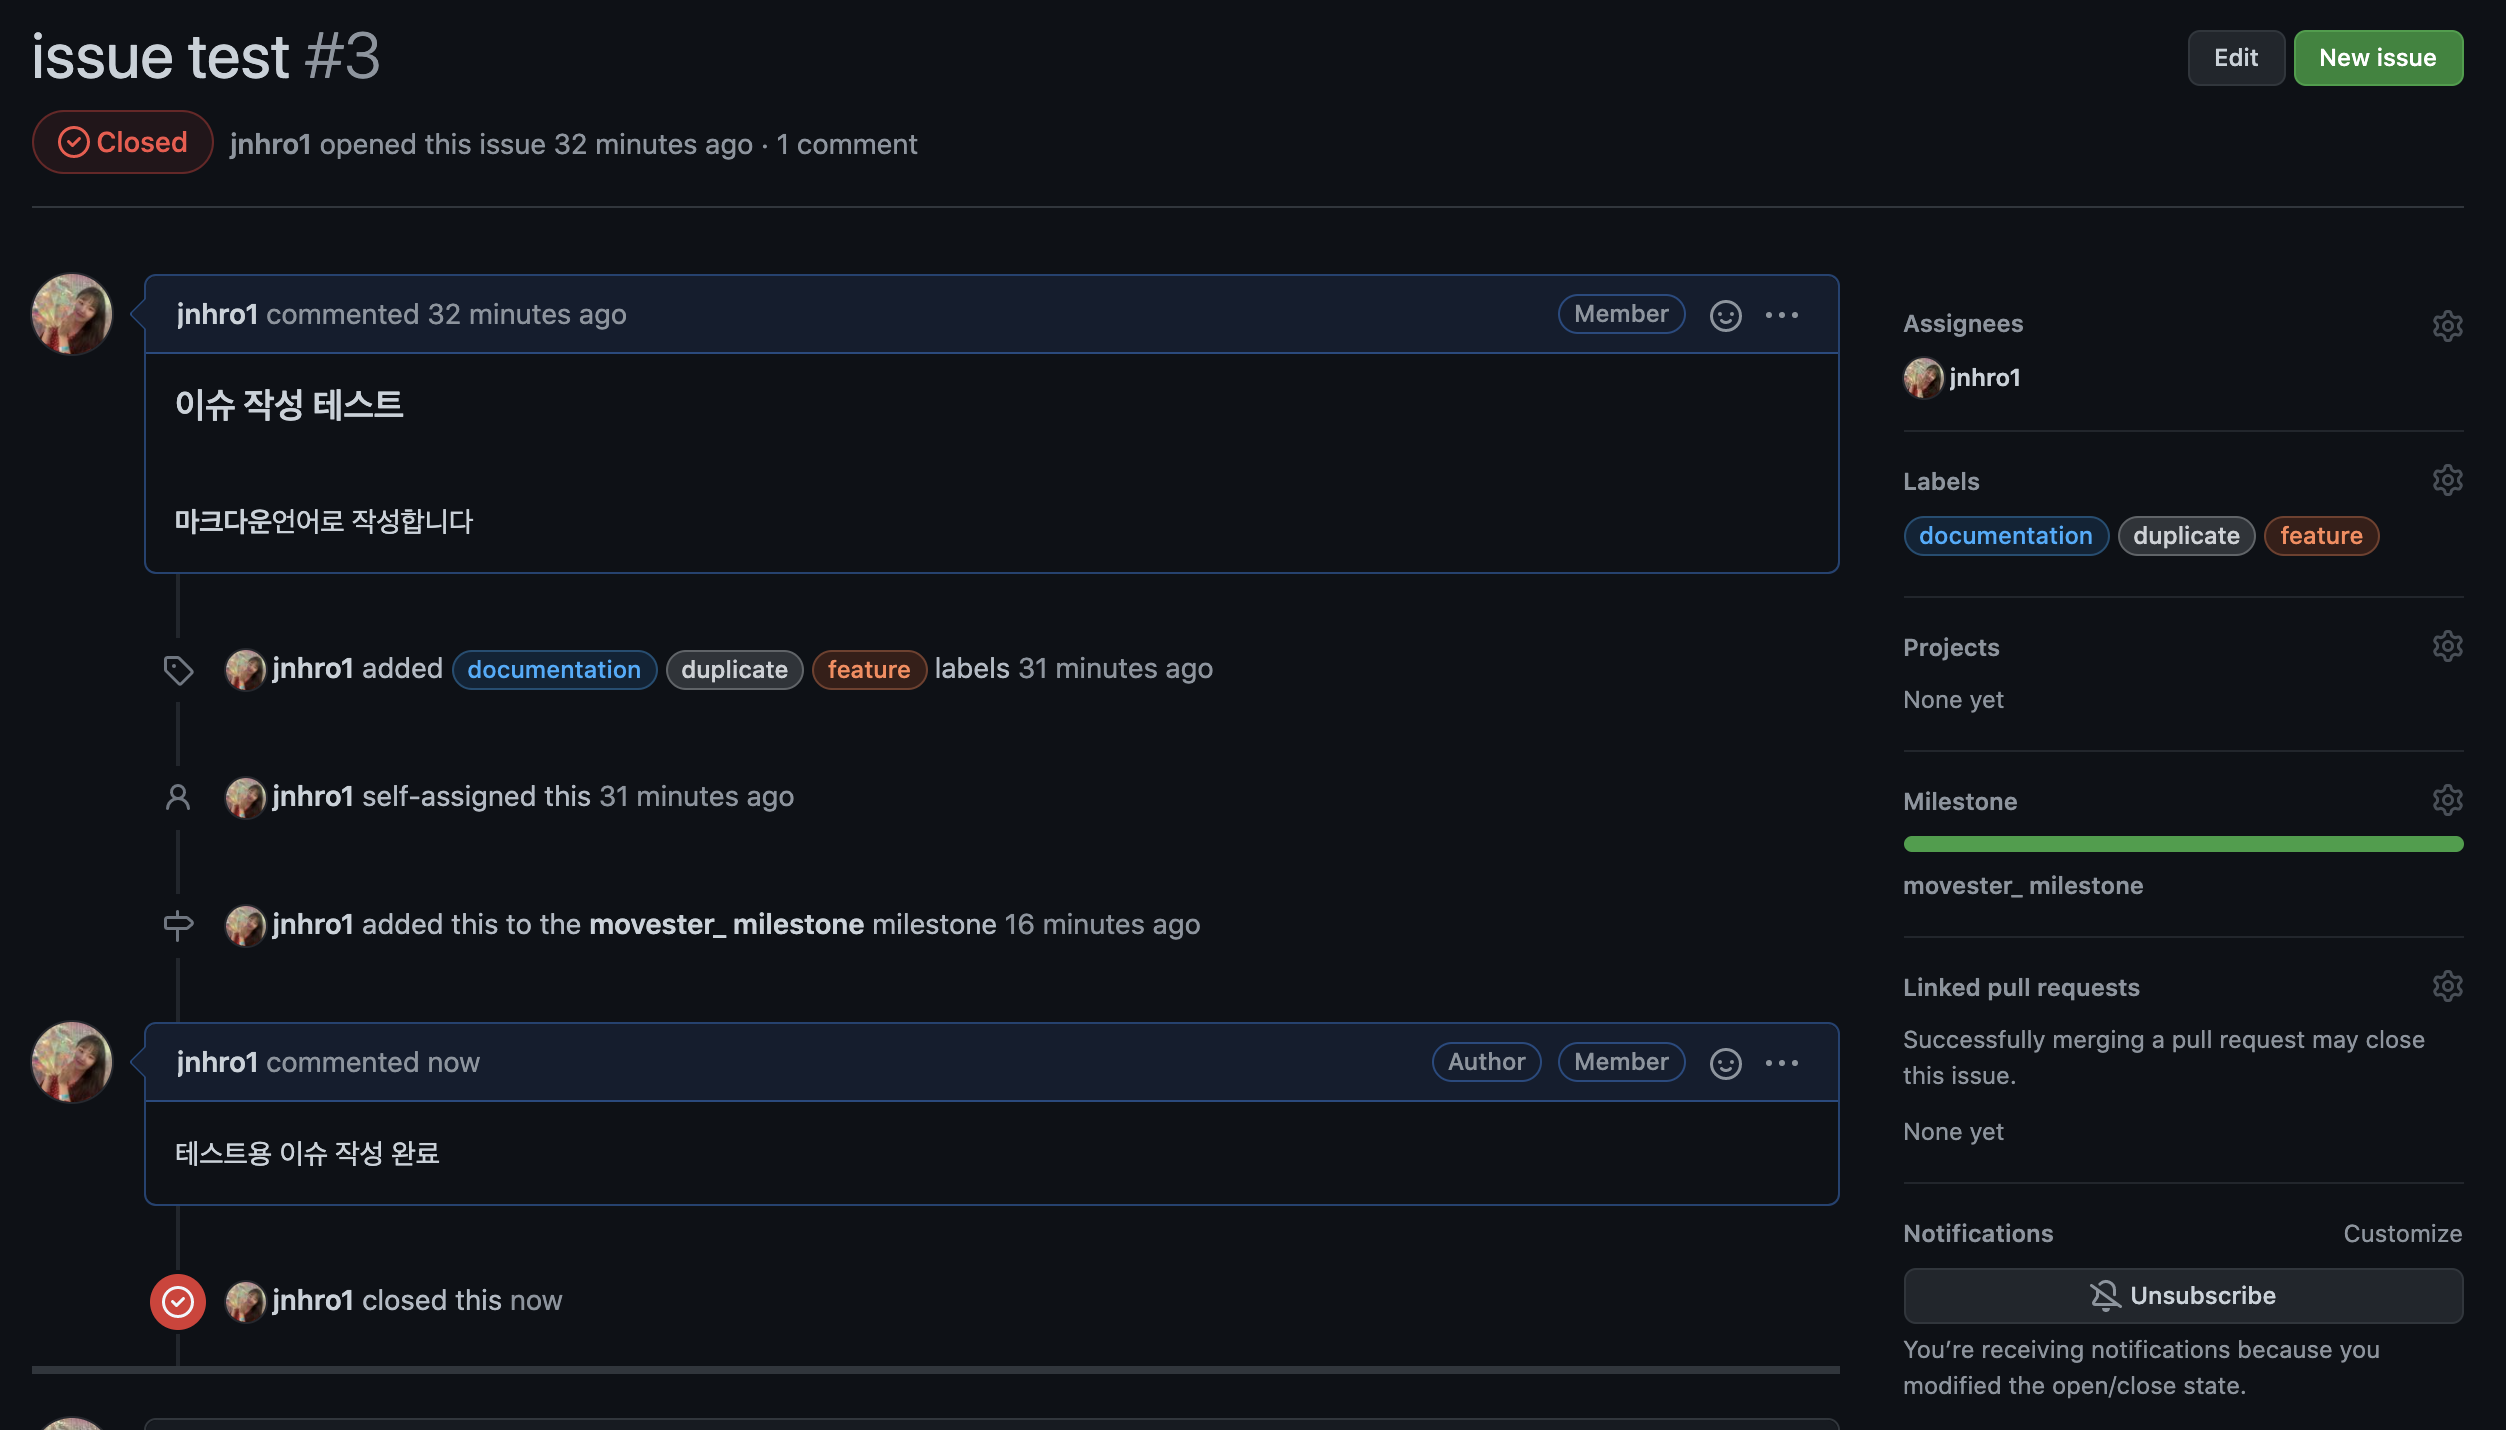 issue test #3
Edit
New issue
Closed
jnhro1 opened this issue 32 minutes ago · 1 comment
jnhro1 commented 32 minutes ago
Member
이슈 작성 테스트
마크다운언어로 작성합니다
jnhro1 added documentation duplicate feature labels 31 minutes ago
jnhro1 self-assigned this 31 minutes ago
jnhro1 added this to the movester_ milestone milestone 16 minutes ago
jnhro1 commented now
Author
Member
테스트용 이슈 작성 완료
jnhro1 closed this now
Assignees
jnhro1
Labels
documentation duplicate feature
Projects
None yet
Milestone
movester_ milestone
Linked pull requests
Successfully merging a pull request may close
this issue.
None yet
Notifications
Customize
Unsubscribe
You’re receiving notifications because you
modified the open/close state.